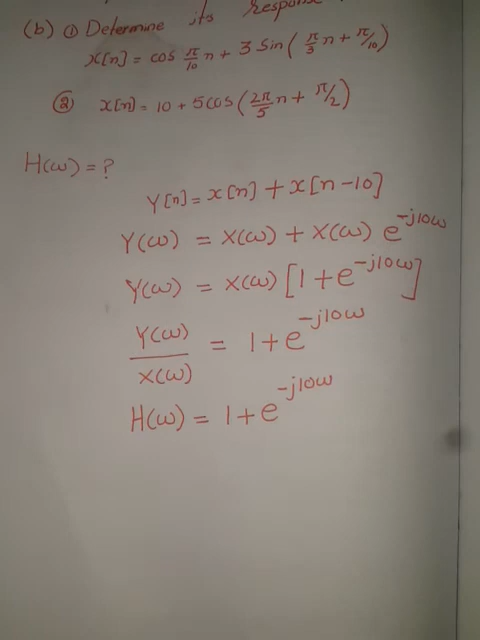 (b) ① Determine its Response
x[n] = cos π/10 n + 3 sin(π/3 n + π/10)
② x[n] = 10 + 5cos(2π/5 n + π/2)
H(ω) = ?
Y[n] = x[n] + x[n-10]
Y(ω) = X(ω) + X(ω) e^-j10ω
Y(ω) = X(ω) [1 + e^-j10ω]
Y(ω)/X(ω) = 1 + e^-j10ω
H(ω) = 1 + e^-j10ω